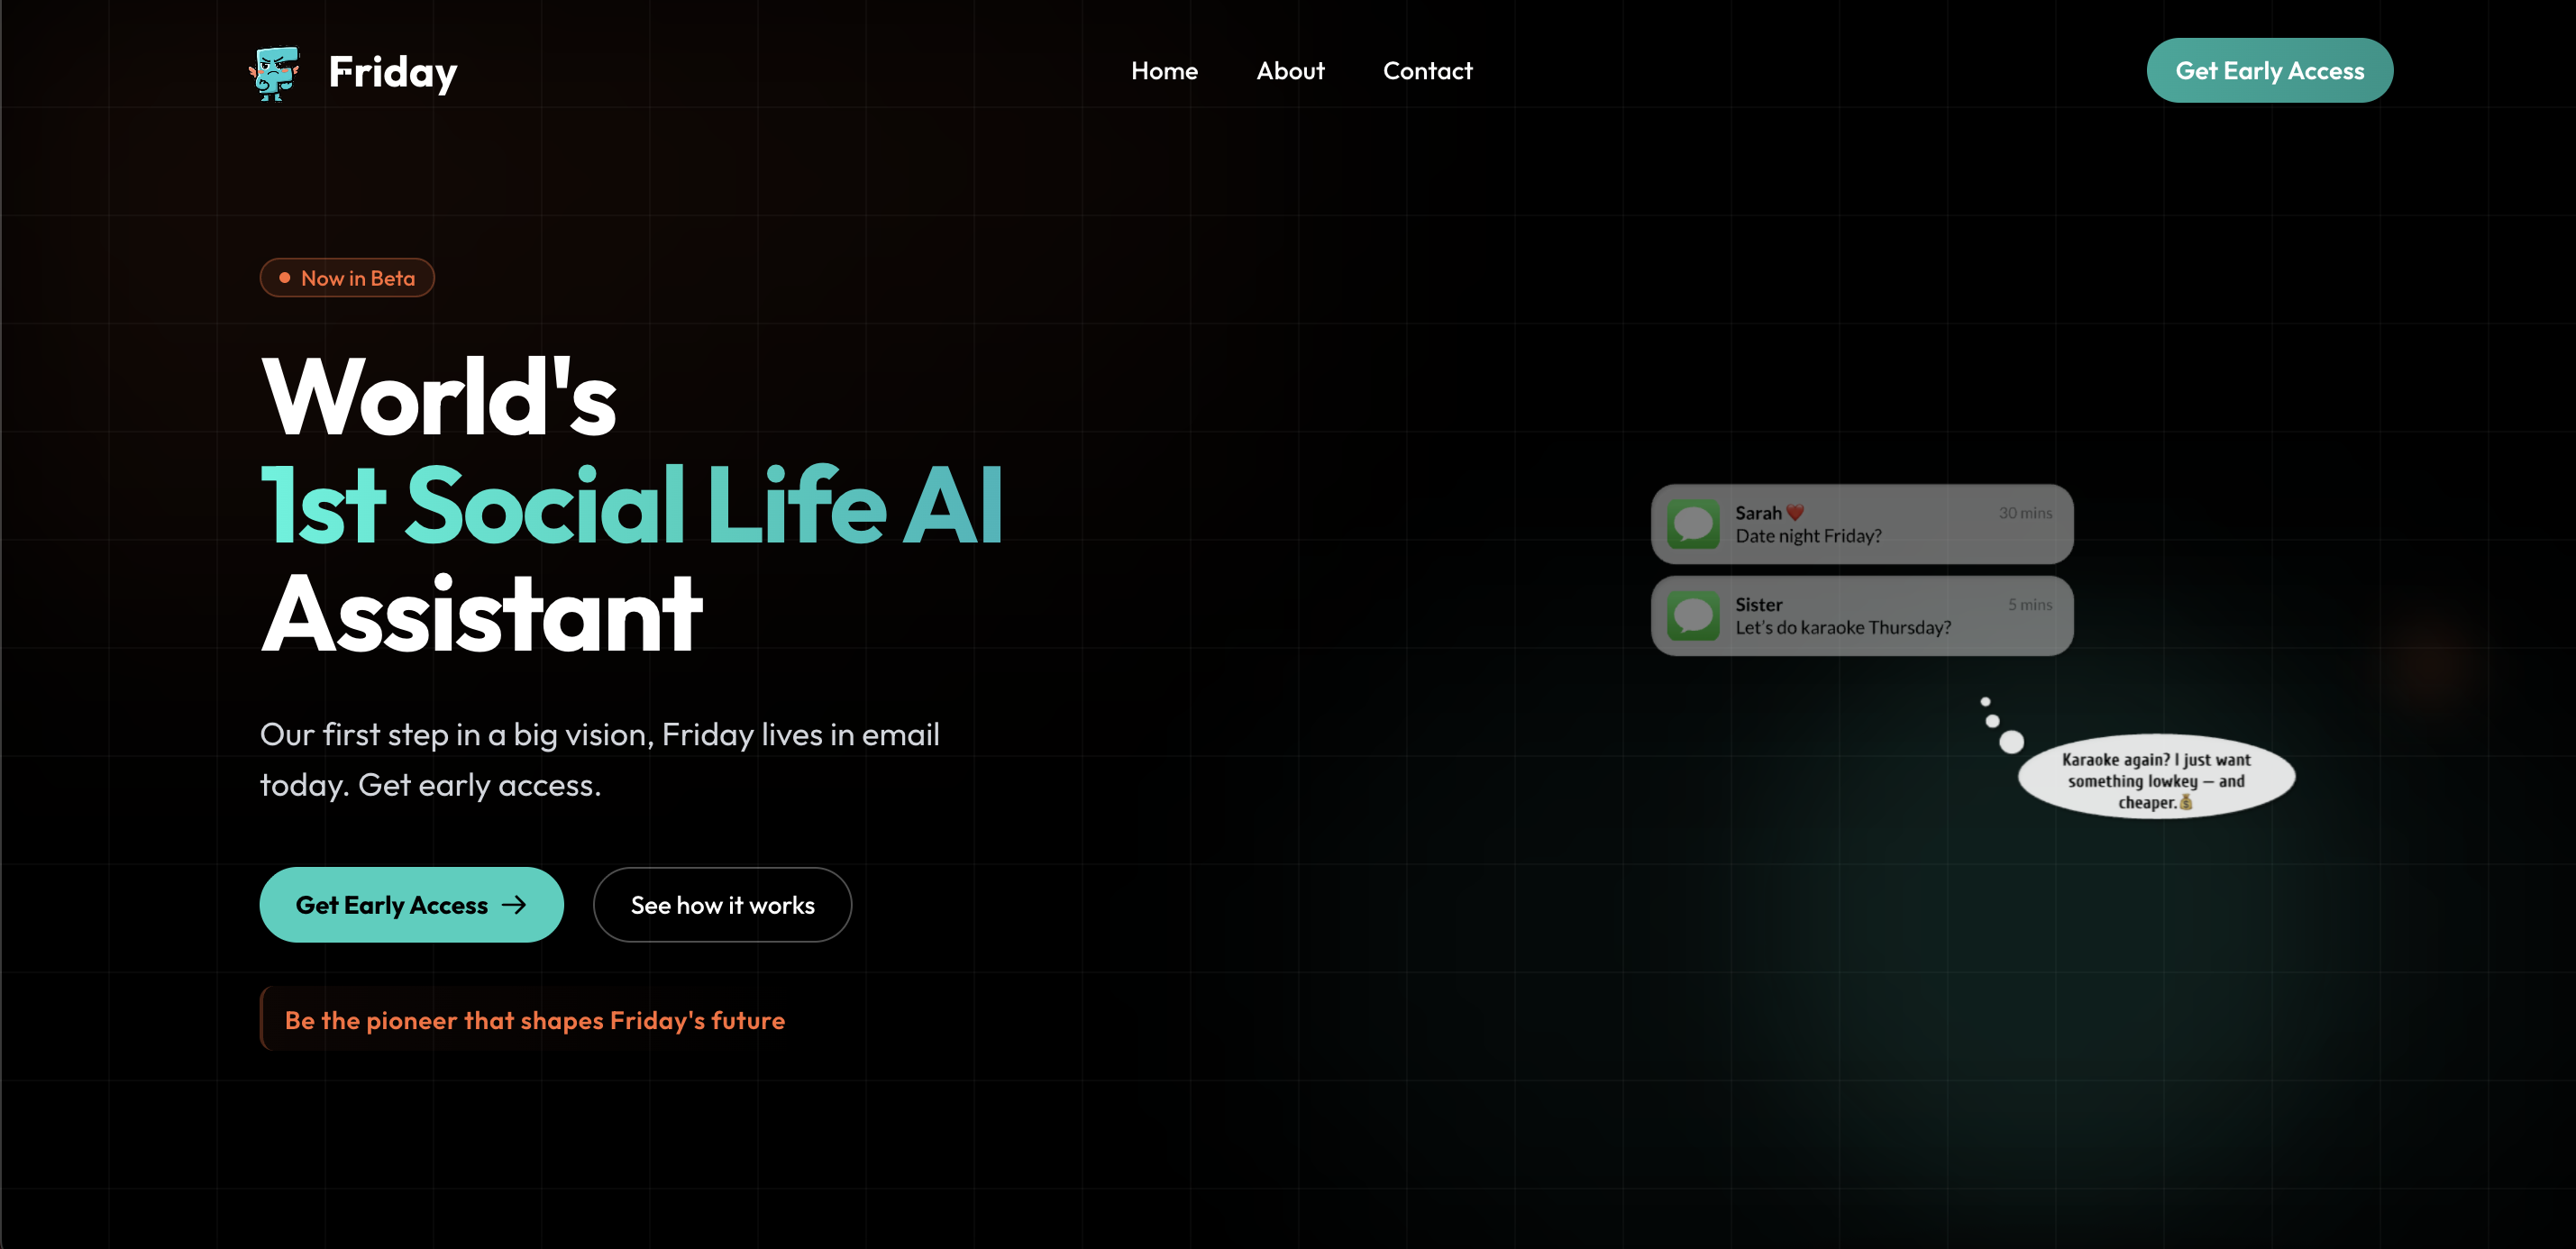 Friday
Home About Contact
Get Early Access
Now in Beta
World's
1st Social Life AI
Assistant
Our first step in a big vision, Friday lives in email
today. Get early access.
Get Early Access →
See how it works
Be the pioneer that shapes Friday's future
Sarah ❤️ 30 mins
Date night Friday?
Sister 5 mins
Let's do karaoke Thursday?
Karaoke again? I just want
something lowkey — and
cheaper.💰